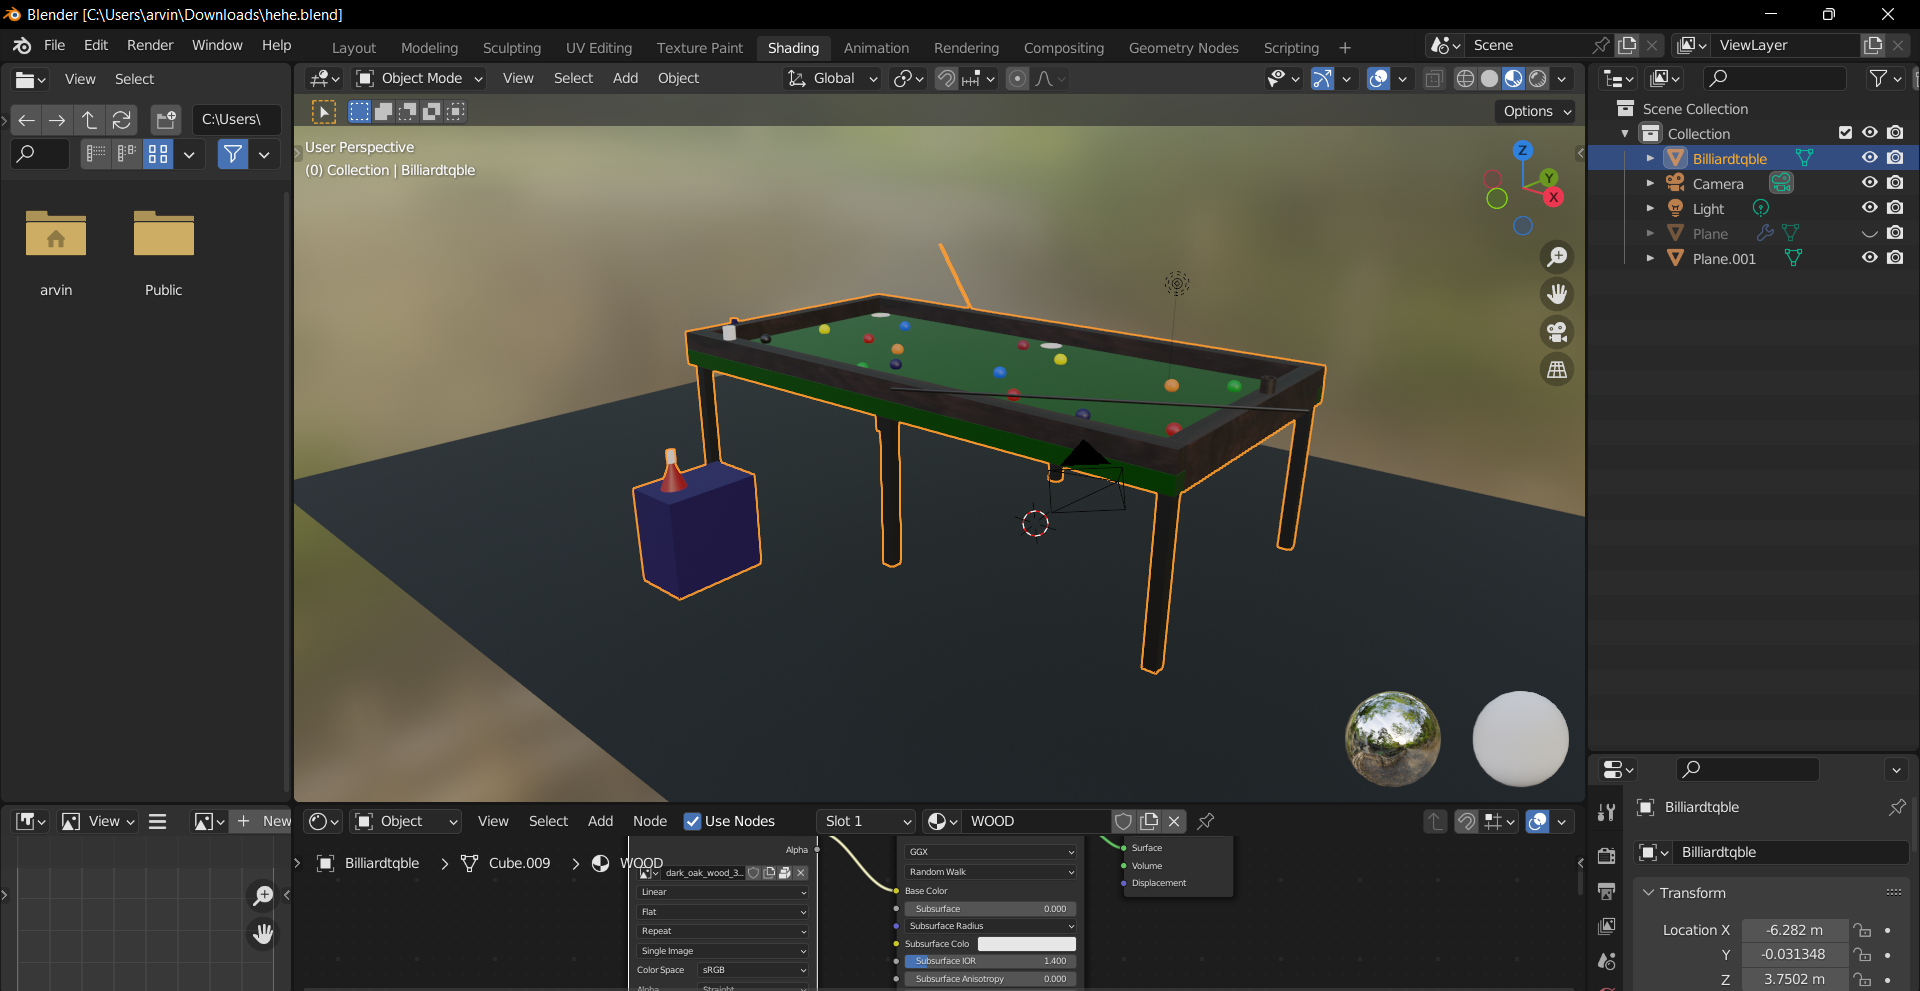 Blender [C:\Users\arvin\Downloads\hehe.blend]
File Edit Render Window Help
Layout Modeling Sculpting UV Editing Texture Paint Shading Animation Rendering Compositing Geometry Nodes Scripting +
Scene
ViewLayer
View Select
Object Mode View Select Add Object
Global
C:\Users\
Options
User Perspective
(0) Collection | Billiardtqble
Z
Y
X
arvin
Public
Scene Collection
Collection
Billiardtqble
Camera
Light
Plane
Plane.001
View
+ New
Object View Select Add Node Use Nodes
Slot 1
WOOD
Billiardtqble > Cube.009 > WOOD
Alpha
dark_oak_wood_3...
Linear
Flat
Repeat
Single Image
Color Space sRGB
Alpha Straight
GGX
Random Walk
Base Color
Subsurface 0.000
Subsurface Radius
Subsurface Colo
Subsurface IOR 1.400
Subsurface Anisotropy 0.000
Surface
Volume
Displacement
Billiardtqble
Billiardtqble
Transform
Location X -6.282 m
Y -0.031348
Z 3.7502 m